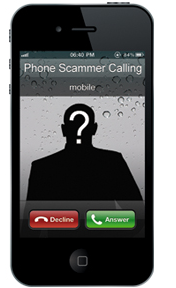 06:40 PM
Phone Scammer Calling
mobile
?
Decline
Answer